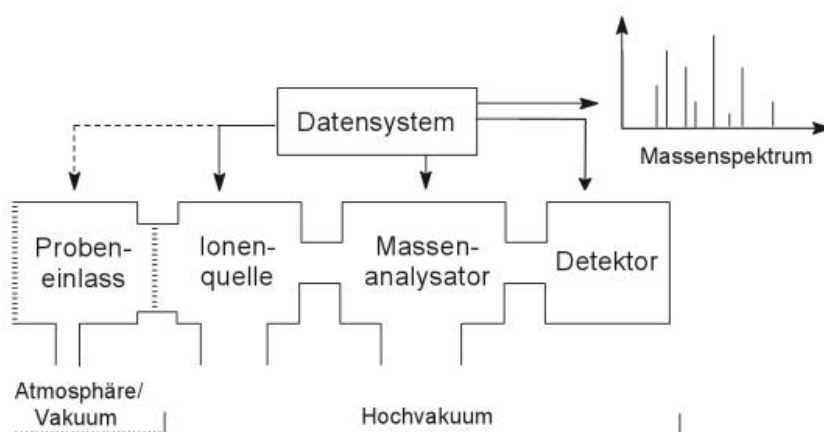 Datensystem
Massenspektrum
Proben-
einlass
Ionen-
quelle
Massen-
analysator
Detektor
Atmosphäre/
Vakuum
Hochvakuum